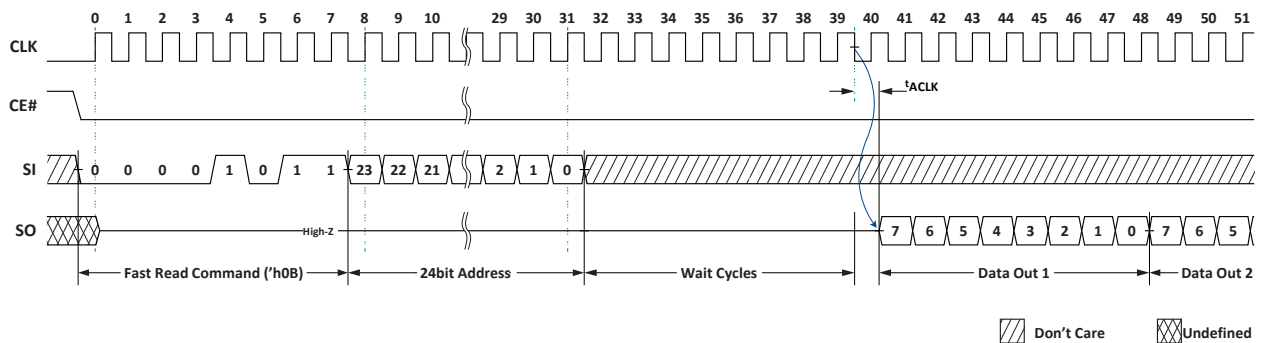 0 1 2 3 4 5 6 7 8 9 10 29 30 31 32 33 34 35 36 37 38 39 40 41 42 43 44 45 46 47 48 49 50 51
CLK
tACLK
CE#
SI 0 0 0 0 1 0 1 1 23 22 21 2 1 0
SO High-Z 7 6 5 4 3 2 1 0 7 6 5
Fast Read Command ('h0B) 24bit Address Wait Cycles Data Out 1 Data Out 2
Don't Care Undefined